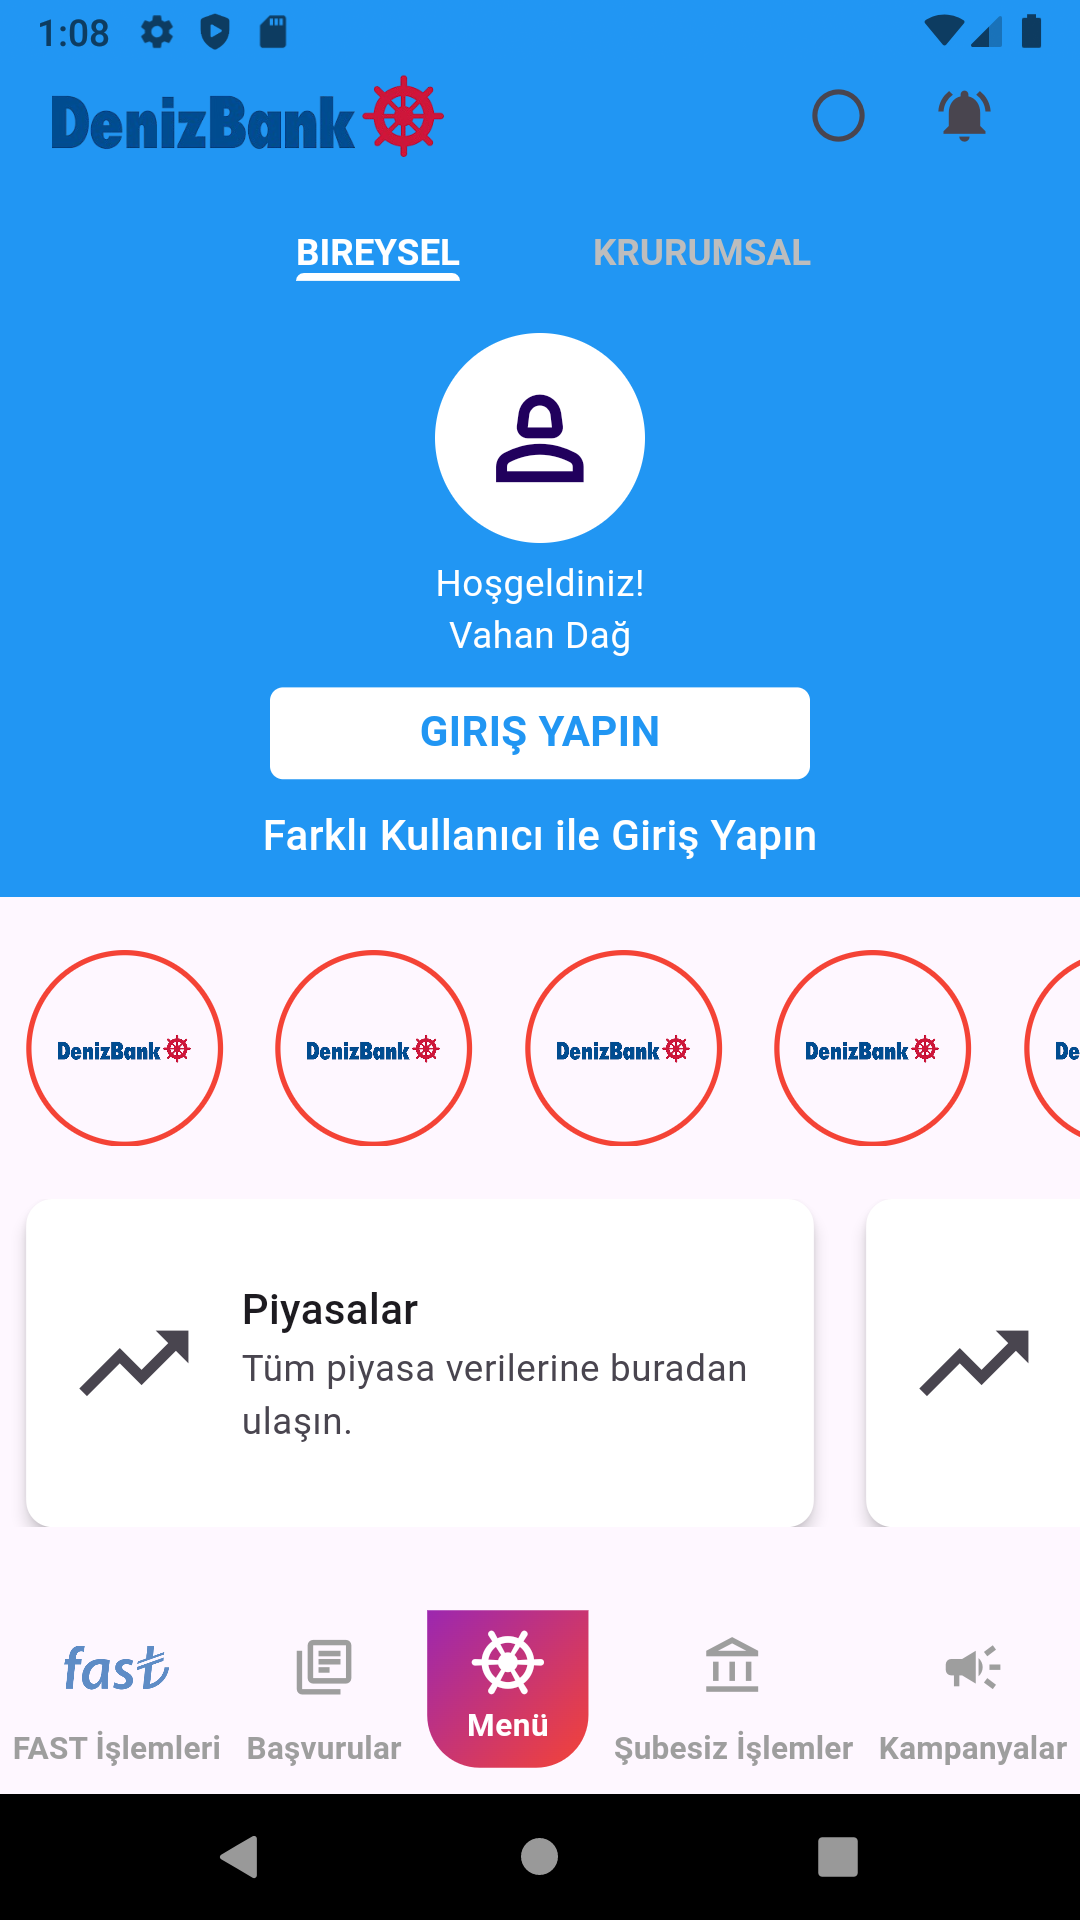 1:08
DenizBank
BIREYSEL KRURUMSAL
Hoşgeldiniz!
Vahan Dağ
GIRIŞ YAPIN
Farklı Kullanıcı ile Giriş Yapın
DenizBank DenizBank DenizBank DenizBank De
Piyasalar
Tüm piyasa verilerine buradan
ulaşın.
fast
FAST İşlemleri Başvurular Menü Şubesiz İşlemler Kampanyalar